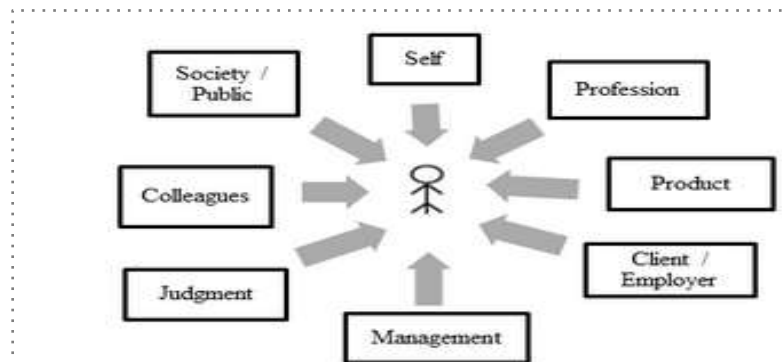 Self
Society /
Public
Profession
Colleagues
Product
Judgment
Client /
Employer
Management